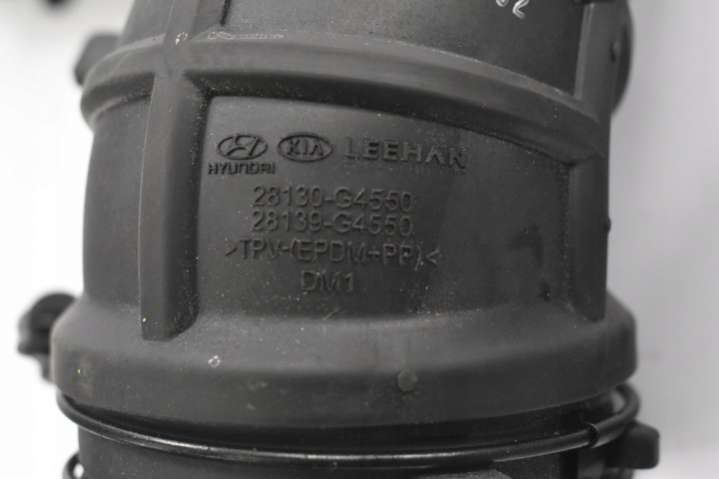 HYUNDAI KIA LEEHAN
28130-G4550
28139-G4550
>TPV-(EPDM+PP)<
DM1